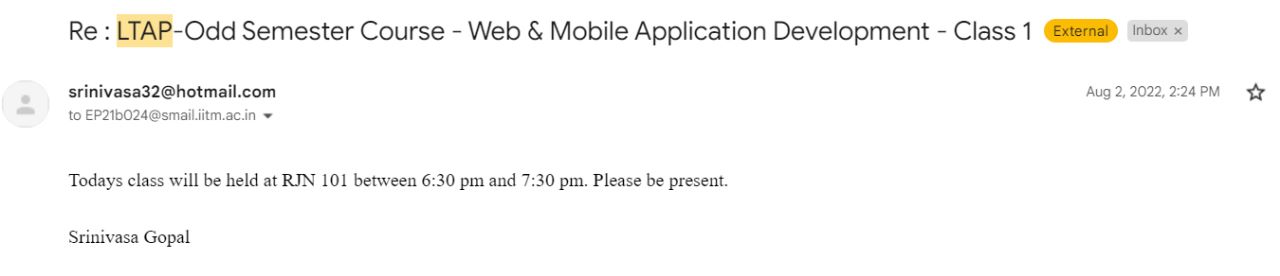 Re : LTAP-Odd Semester Course - Web & Mobile Application Development - Class 1 External Inbox ×
srinivasa32@hotmail.com Aug 2, 2022, 2:24 PM
to EP21b024@smail.iitm.ac.in
Todays class will be held at RJN 101 between 6:30 pm and 7:30 pm. Please be present.
Srinivasa Gopal